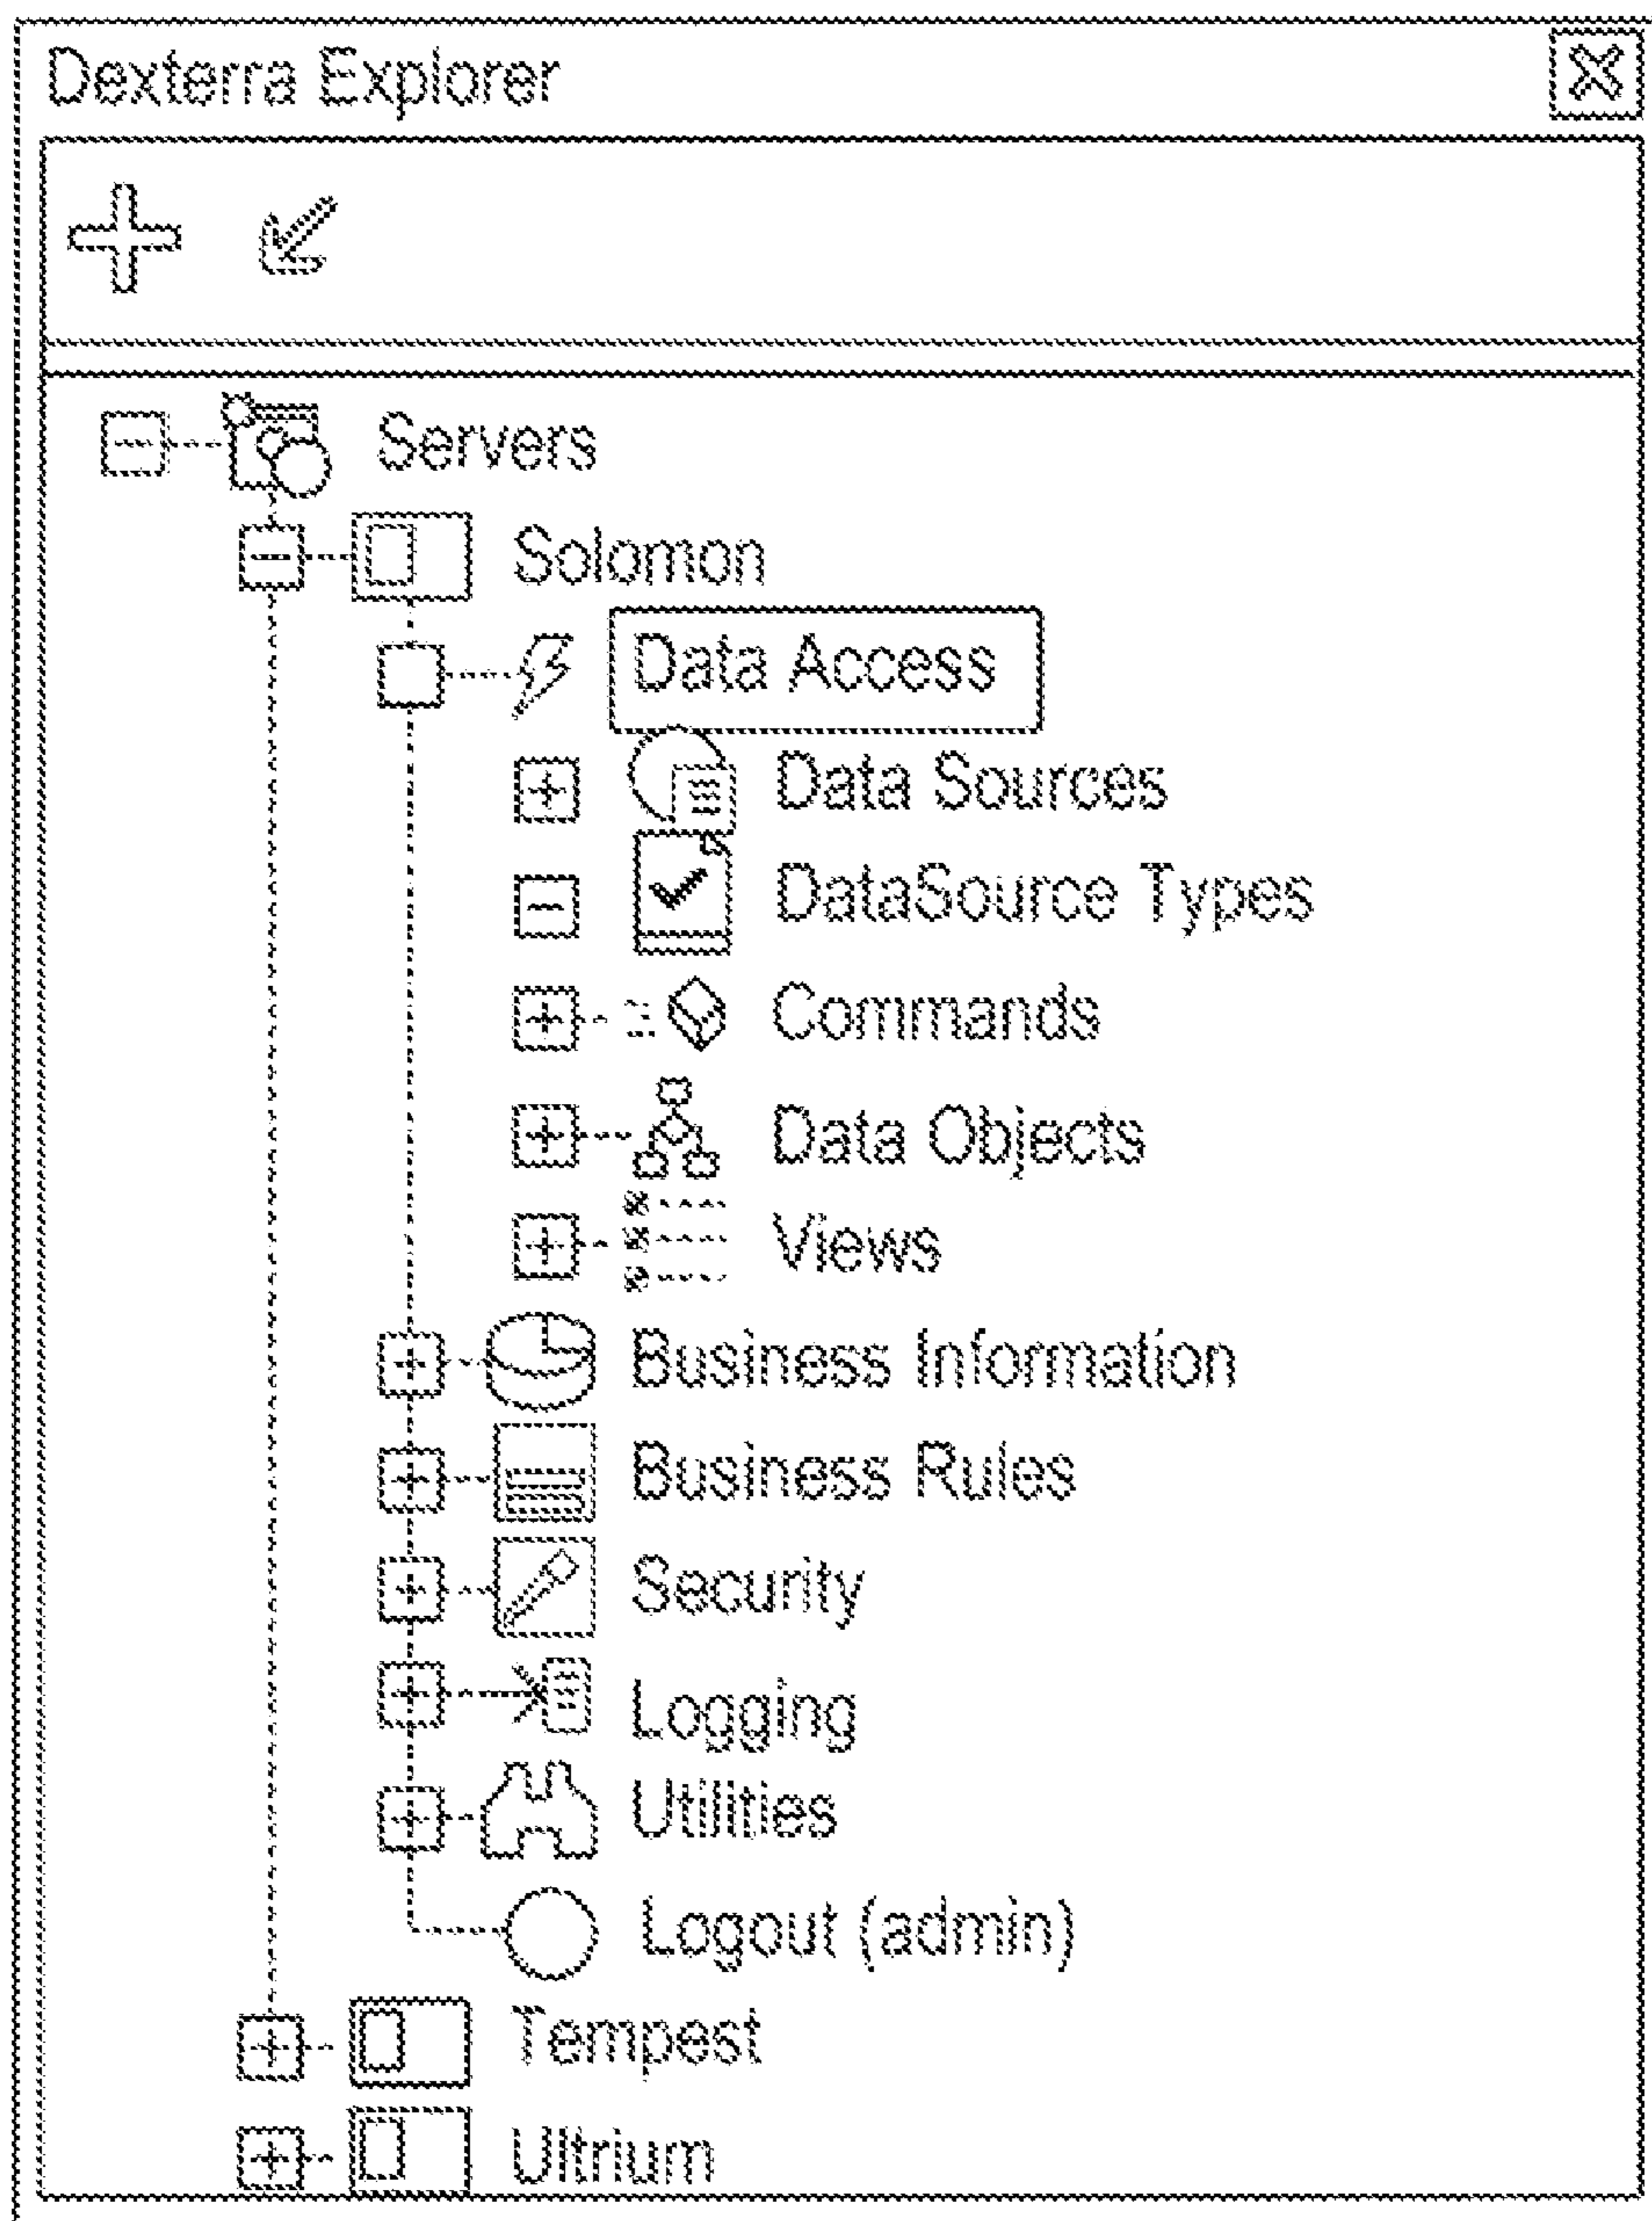 Dexterra Explorer
Servers
Solomon
Data Access
Data Sources
DataSource Types
Commands
Data Objects
Views
Business Information
Business Rules
Security
Logging
Utilities
Logout (admin)
Tempest
Ultrium